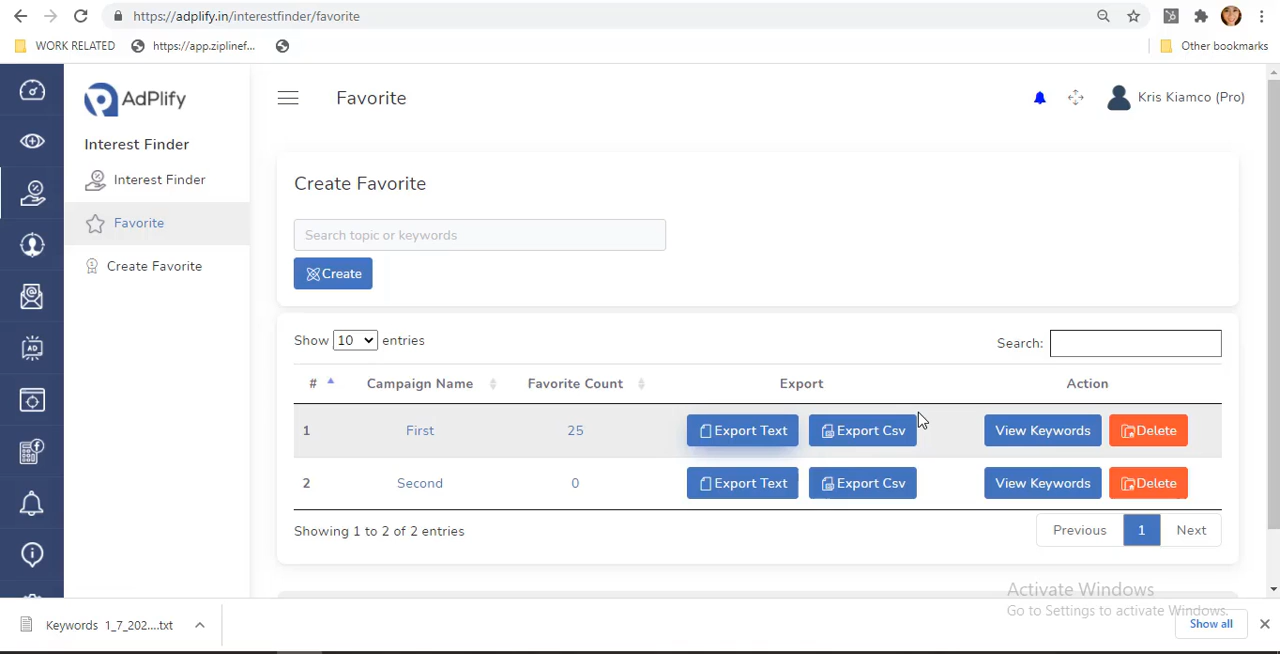 https://adplify.in/interestfinder/favorite
WORK RELATED https://app.ziplinef... Other bookmarks
AdPlify
Favorite
Kris Kiamco (Pro)
Interest Finder
Interest Finder
Favorite
Create Favorite
Create Favorite
Search topic or keywords
Create
Show 10 entries
Search:
# Campaign Name Favorite Count Export Action
1 First 25 Export Text Export Csv View Keywords Delete
2 Second 0 Export Text Export Csv View Keywords Delete
Showing 1 to 2 of 2 entries
Previous 1 Next
Activate Windows
Go to Settings to activate Windows.
Keywords 1_7_202....txt
Show all
AD